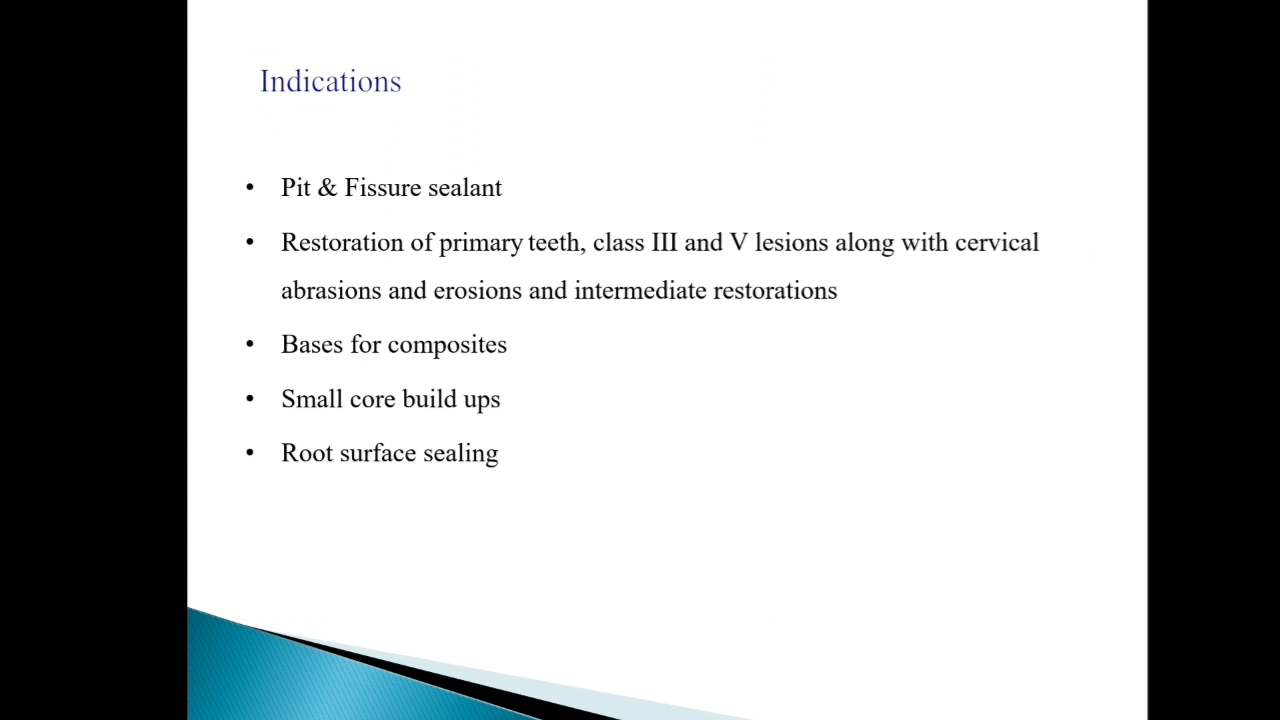 Indications
• Pit & Fissure sealant
• Restoration of primary teeth, class III and V lesions along with cervical
abrasions and erosions and intermediate restorations
• Bases for composites
• Small core build ups
• Root surface sealing